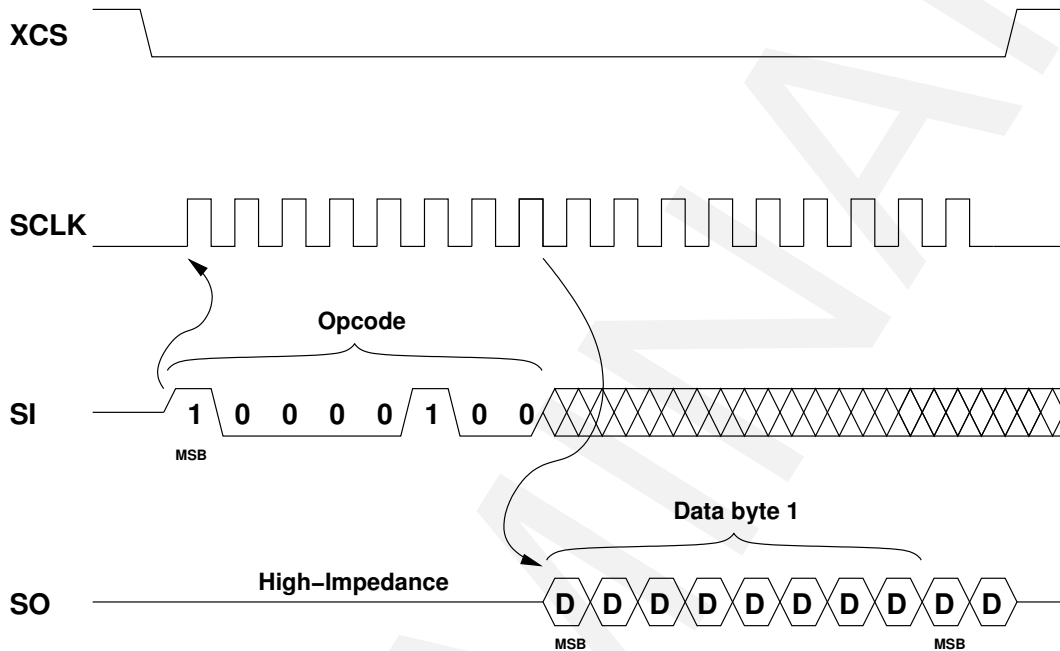 XCS
SCLK
Opcode
SI 1 0 0 0 0 1 0 0
MSB
Data byte 1
High–Impedance
SO D D D D D D D D D D
MSB MSB